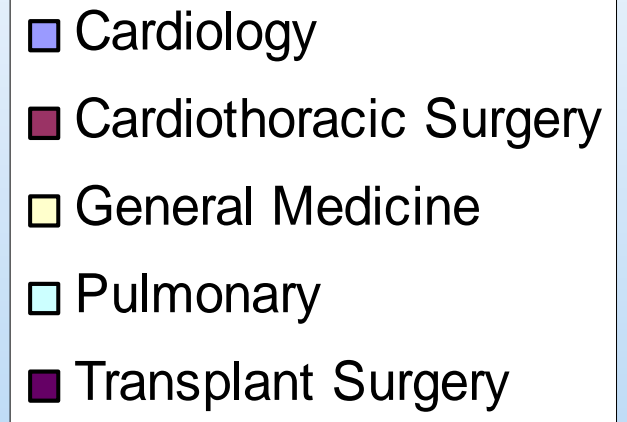 Cardiology
Cardiothoracic Surgery
General Medicine
Pulmonary
Transplant Surgery